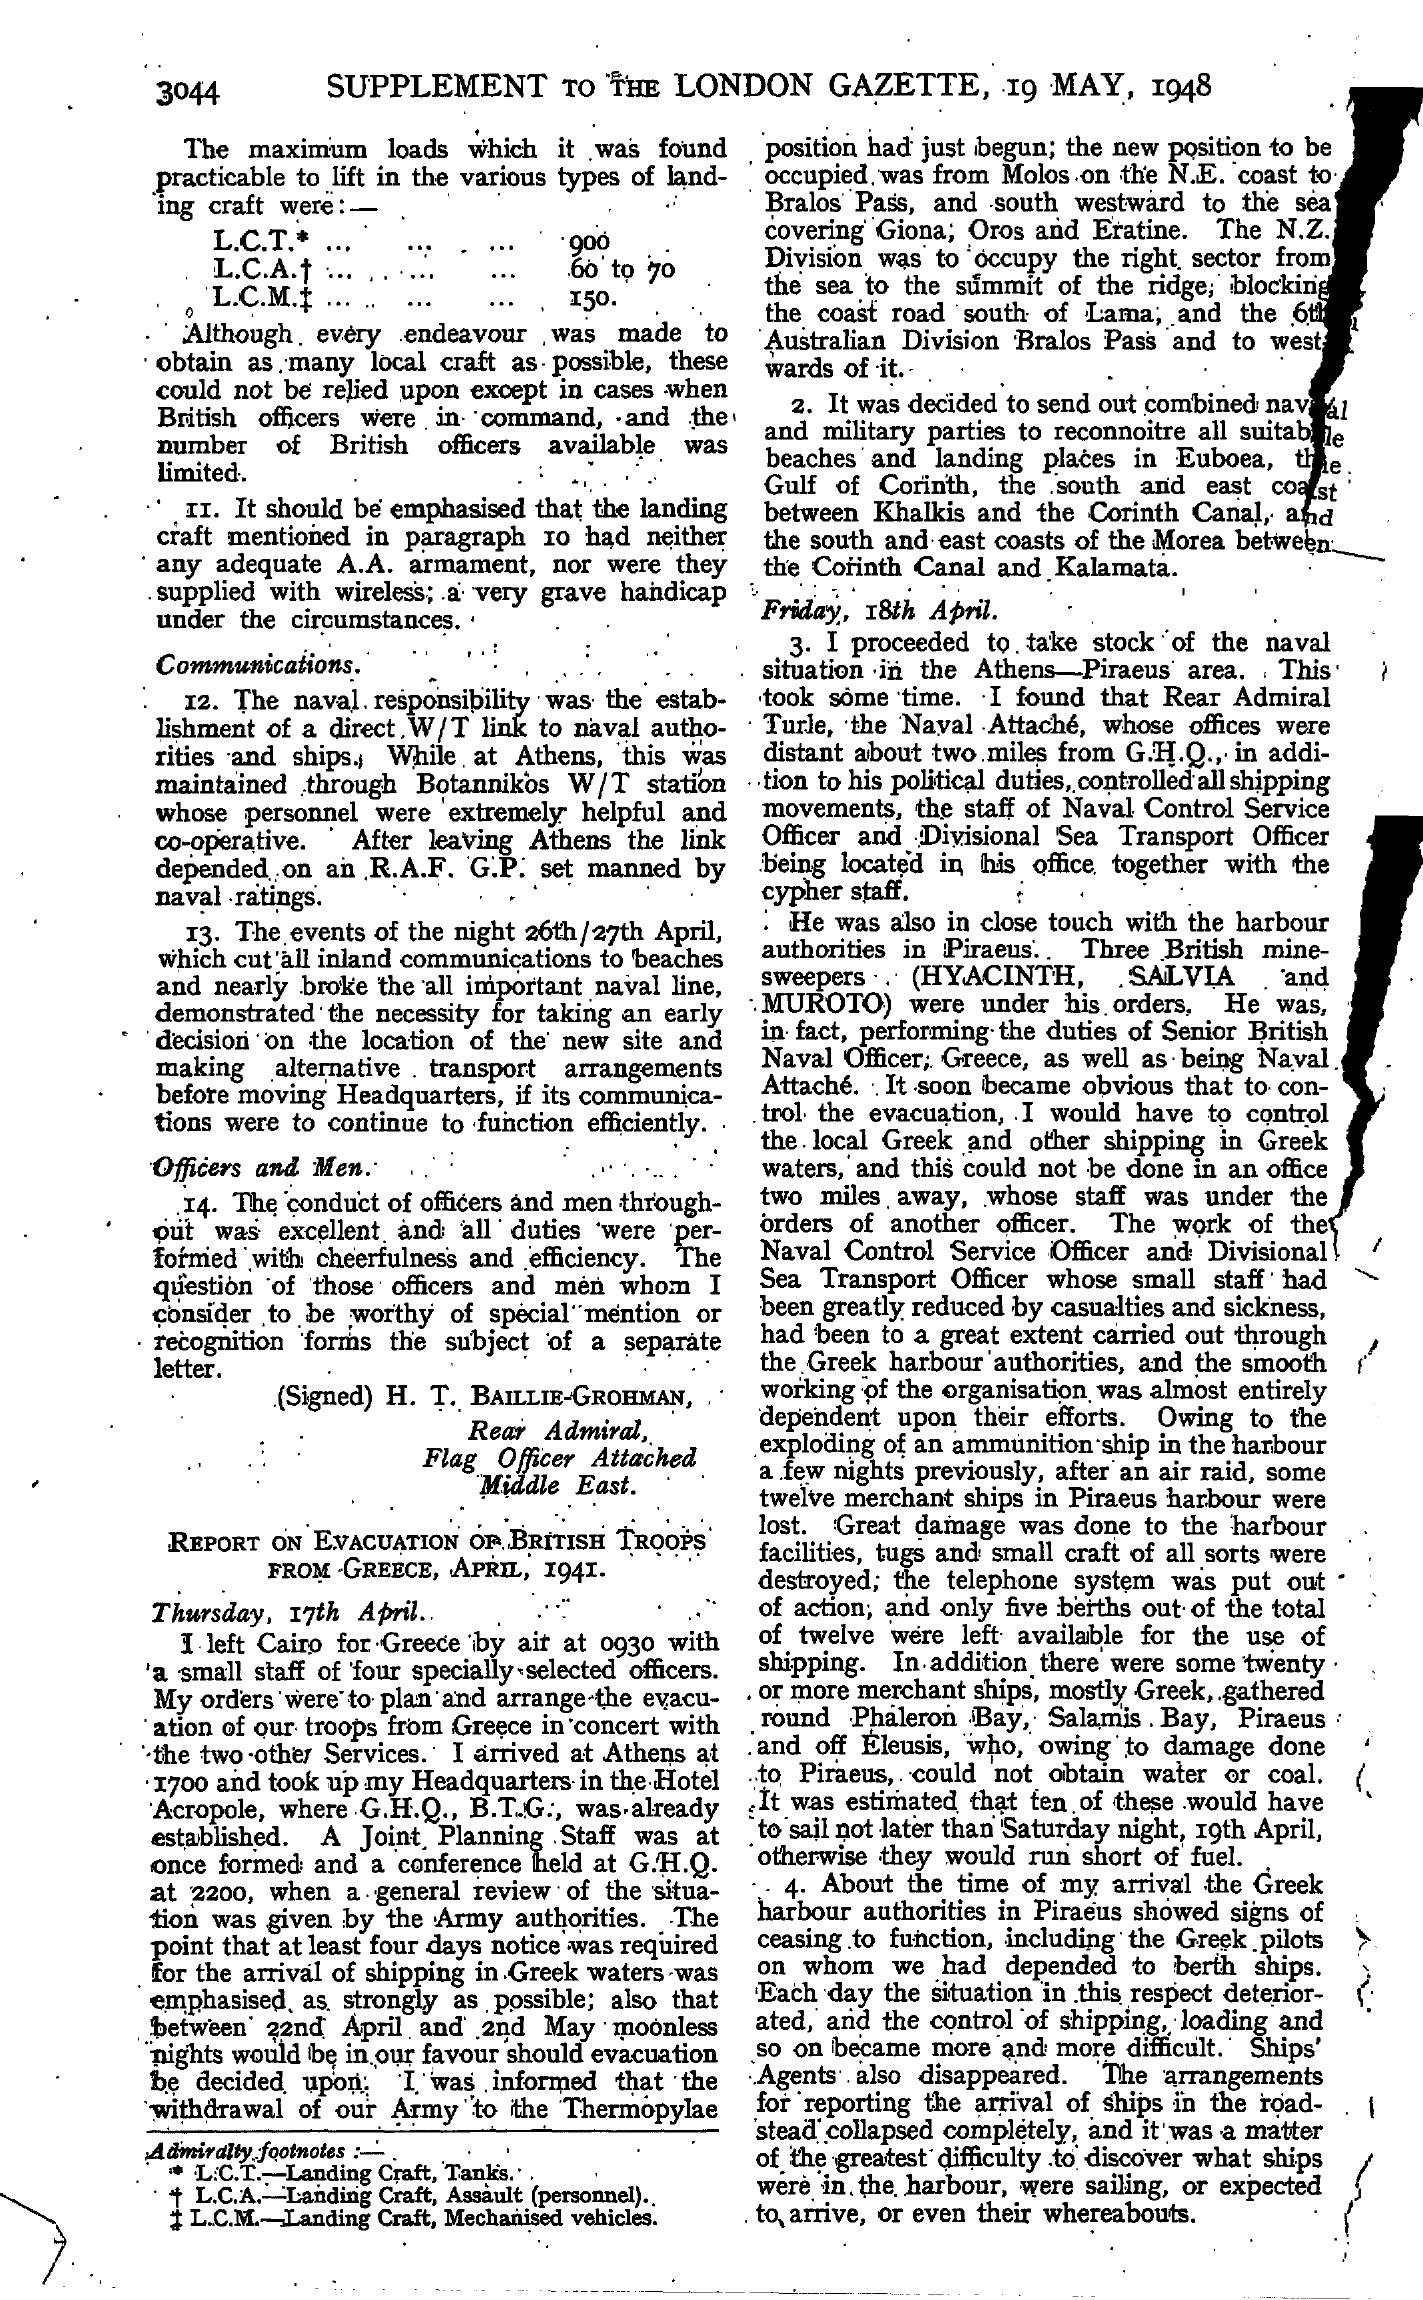 3044 SUPPLEMENT TO THE LONDON GAZETTE, 19 MAY, 1948
The maximum loads which it was found
practicable to lift in the various types of land-
ing craft were:—
L.C.T.* ... ... ... 900
L.C.A.† ... ... ... 60 to 70
L.C.M.‡ ... ... ... 150.
Although every endeavour was made to
obtain as many local craft as possible, these
could not be relied upon except in cases when
British officers were in command, and the
number of British officers available was
limited.
11. It should be emphasised that the landing
craft mentioned in paragraph 10 had neither
any adequate A.A. armament, nor were they
supplied with wireless; a very grave handicap
under the circumstances.
Communications.
12. The naval responsibility was the estab-
lishment of a direct W/T link to naval autho-
rities and ships. While at Athens, this was
maintained through Botannikos W/T station
whose personnel were extremely helpful and
co-operative. After leaving Athens the link
depended on an R.A.F. G.P. set manned by
naval ratings.
13. The events of the night 26th/27th April,
which cut all inland communications to beaches
and nearly broke the all important naval line,
demonstrated the necessity for taking an early
decision on the location of the new site and
making alternative transport arrangements
before moving Headquarters, if its communica-
tions were to continue to function efficiently.
Officers and Men.
14. The conduct of officers and men through-
out was excellent and all duties were per-
formed with cheerfulness and efficiency. The
question of those officers and men whom I
consider to be worthy of special mention or
recognition forms the subject of a separate
letter.
(Signed) H. T. BAILLIE-GROHMAN,
Rear Admiral,
Flag Officer Attached
Middle East.
REPORT ON EVACUATION OF BRITISH TROOPS
FROM GREECE, APRIL, 1941.
Thursday, 17th April.
I left Cairo for Greece by air at 0930 with
a small staff of four specially selected officers.
My orders were to plan and arrange the evacu-
ation of our troops from Greece in concert with
the two other Services. I arrived at Athens at
1700 and took up my Headquarters in the Hotel
Acropole, where G.H.Q., B.T.G., was already
established. A Joint Planning Staff was at
once formed and a conference held at G.H.Q.
at 2200, when a general review of the situa-
tion was given by the Army authorities. The
point that at least four days notice was required
for the arrival of shipping in Greek waters was
emphasised as strongly as possible; also that
between 22nd April and 2nd May moonless
nights would be in our favour should evacuation
be decided upon. I was informed that the
withdrawal of our Army to the Thermopylae
Admiralty footnotes :—
* L.C.T.—Landing Craft, Tanks.
† L.C.A.—Landing Craft, Assault (personnel).
‡ L.C.M.—Landing Craft, Mechanised vehicles.
position had just begun; the new position to be
occupied was from Molos on the N.E. coast to
Bralos Pass, and south westward to the sea
covering Giona, Oros and Eratine. The N.Z.
Division was to occupy the right sector from
the sea to the summit of the ridge, blocking
the coast road south of Lama, and the 6th
Australian Division Bralos Pass and to west-
wards of it.
2. It was decided to send out combined naval
and military parties to reconnoitre all suitable
beaches and landing places in Euboea, the
Gulf of Corinth, the south and east coast
between Khalkis and the Corinth Canal, and
the south and east coasts of the Morea between
the Corinth Canal and Kalamata.
Friday, 18th April.
3. I proceeded to take stock of the naval
situation in the Athens—Piraeus area. This
took some time. I found that Rear Admiral
Turle, the Naval Attaché, whose offices were
distant about two miles from G.H.Q., in addi-
tion to his political duties, controlled all shipping
movements, the staff of Naval Control Service
Officer and Divisional Sea Transport Officer
being located in his office together with the
cypher staff.
He was also in close touch with the harbour
authorities in Piraeus. Three British mine-
sweepers (HYACINTH, SALVIA and
MUROTO) were under his orders. He was,
in fact, performing the duties of Senior British
Naval Officer, Greece, as well as being Naval
Attaché. It soon became obvious that to con-
trol the evacuation, I would have to control
the local Greek and other shipping in Greek
waters, and this could not be done in an office
two miles away, whose staff was under the
orders of another officer. The work of the
Naval Control Service Officer and Divisional
Sea Transport Officer whose small staff had
been greatly reduced by casualties and sickness,
had been to a great extent carried out through
the Greek harbour authorities, and the smooth
working of the organisation was almost entirely
dependent upon their efforts. Owing to the
exploding of an ammunition ship in the harbour
a few nights previously, after an air raid, some
twelve merchant ships in Piraeus harbour were
lost. Great damage was done to the harbour
facilities, tugs and small craft of all sorts were
destroyed; the telephone system was put out
of action, and only five berths out of the total
of twelve were left available for the use of
shipping. In addition there were some twenty
or more merchant ships, mostly Greek, gathered
round Phaleron Bay, Salamis Bay, Piraeus
and off Eleusis, who, owing to damage done
to Piraeus, could not obtain water or coal.
It was estimated that ten of these would have
to sail not later than Saturday night, 19th April,
otherwise they would run short of fuel.
4. About the time of my arrival the Greek
harbour authorities in Piraeus showed signs of
ceasing to function, including the Greek pilots
on whom we had depended to berth ships.
Each day the situation in this respect deterior-
ated, and the control of shipping, loading and
so on became more and more difficult. Ships'
Agents also disappeared. The arrangements
for reporting the arrival of ships in the road-
stead collapsed completely, and it was a matter
of the greatest difficulty to discover what ships
were in the harbour, were sailing, or expected
to arrive, or even their whereabouts.